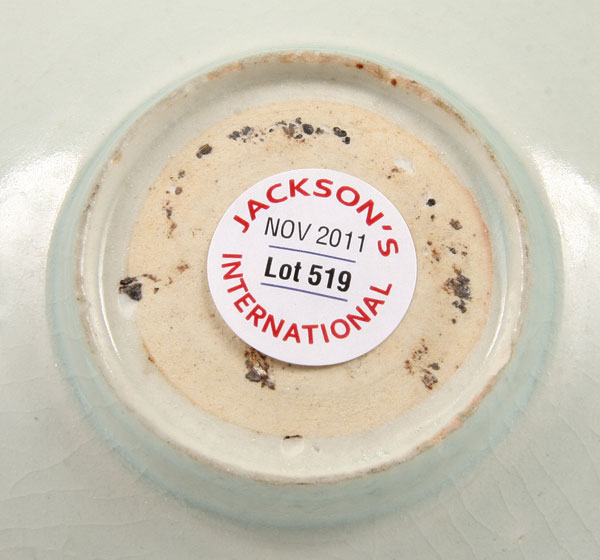 JACKSON'S
NOV 2011
Lot 519
INTERNATIONAL